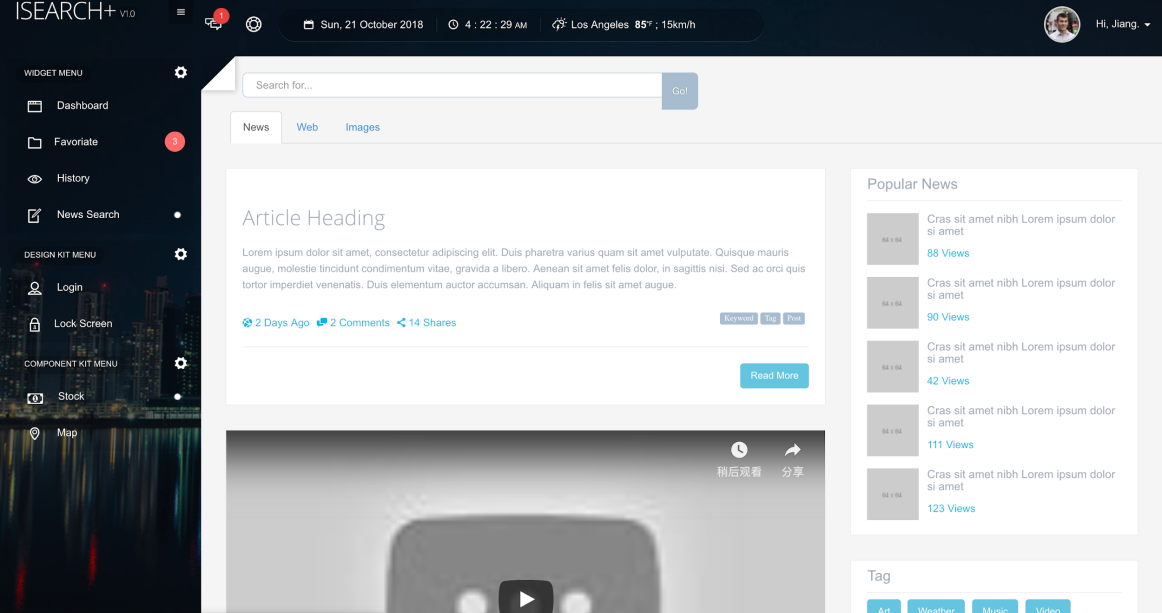 ISEARCH+ V1.0
1
Sun, 21 October 2018
4 : 22 : 29 AM
Los Angeles 85°F ; 15km/h
Hi, Jiang.
WIDGET MENU
Dashboard
Favoriate
3
History
News Search
DESIGN KIT MENU
Login
Lock Screen
COMPONENT KIT MENU
Stock
Map
Search for...
Go!
News
Web
Images
Article Heading
Lorem ipsum dolor sit amet, consectetur adipiscing elit. Duis pharetra varius quam sit amet vulputate. Quisque mauris
augue, molestie tincidunt condimentum vitae, gravida a libero. Aenean sit amet felis dolor, in sagittis nisi. Sed ac orci quis
tortor imperdiet venenatis. Duis elementum auctor accumsan. Aliquam in felis sit amet augue.
2 Days Ago
2 Comments
14 Shares
Keyword
Tag
Post
Read More
稍后观看
分享
Popular News
64 x 64
Cras sit amet nibh Lorem ipsum dolor
si amet
88 Views
64 x 64
Cras sit amet nibh Lorem ipsum dolor
si amet
90 Views
64 x 64
Cras sit amet nibh Lorem ipsum dolor
si amet
42 Views
64 x 64
Cras sit amet nibh Lorem ipsum dolor
si amet
111 Views
64 x 64
Cras sit amet nibh Lorem ipsum dolor
si amet
123 Views
Tag
Art
Weather
Music
Video